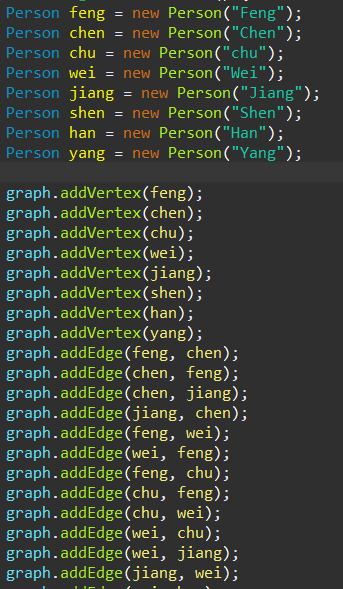 Person feng = new Person("Feng");
Person chen = new Person("Chen");
Person chu = new Person("chu");
Person wei = new Person("Wei");
Person jiang = new Person("Jiang");
Person shen = new Person("Shen");
Person han = new Person("Han");
Person yang = new Person("Yang");
graph.addVertex(feng);
graph.addVertex(chen);
graph.addVertex(chu);
graph.addVertex(wei);
graph.addVertex(jiang);
graph.addVertex(shen);
graph.addVertex(han);
graph.addVertex(yang);
graph.addEdge(feng, chen);
graph.addEdge(chen, feng);
graph.addEdge(chen, jiang);
graph.addEdge(jiang, chen);
graph.addEdge(feng, wei);
graph.addEdge(wei, feng);
graph.addEdge(feng, chu);
graph.addEdge(chu, feng);
graph.addEdge(chu, wei);
graph.addEdge(wei, chu);
graph.addEdge(wei, jiang);
graph.addEdge(jiang, wei);